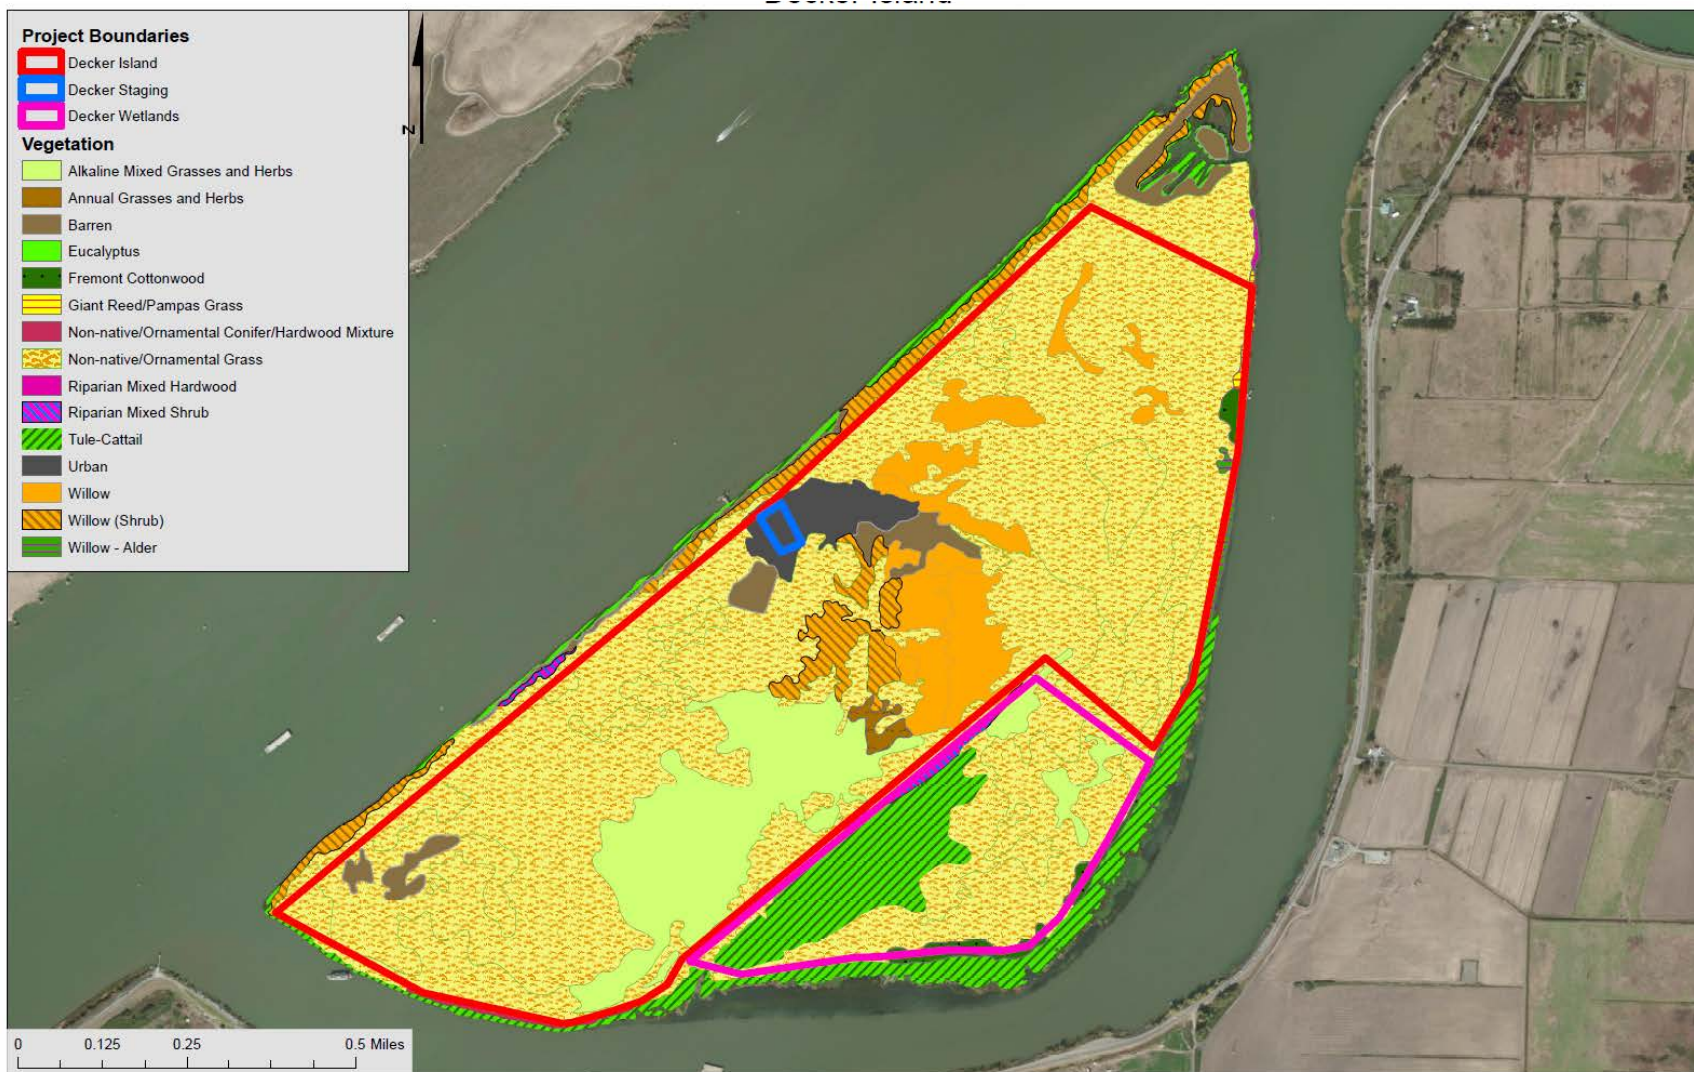 Decker Island
Project Boundaries
Decker Island
Decker Staging
Decker Wetlands
Vegetation
Alkaline Mixed Grasses and Herbs
Annual Grasses and Herbs
Barren
Eucalyptus
Fremont Cottonwood
Giant Reed/Pampas Grass
Non-native/Ornamental Conifer/Hardwood Mixture
Non-native/Ornamental Grass
Riparian Mixed Hardwood
Riparian Mixed Shrub
Tule-Cattail
Urban
Willow
Willow (Shrub)
Willow - Alder
N
0 0.125 0.25 0.5 Miles